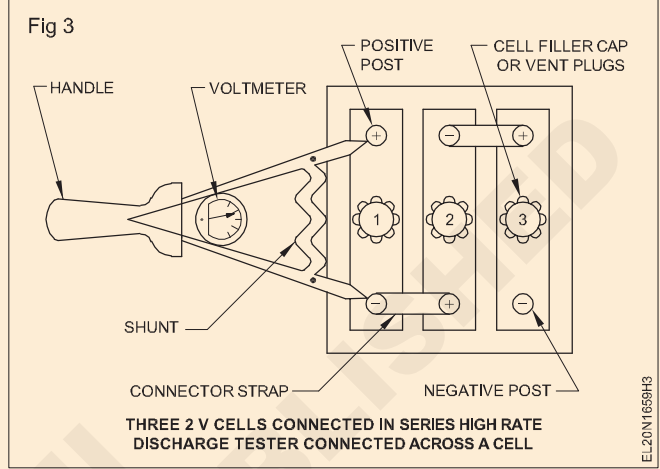 Fig 3
POSITIVE
POST
CELL FILLER CAP
OR VENT PLUGS
HANDLE
VOLTMETER
+
−
+
1
2
3
−
+
−
SHUNT
CONNECTOR STRAP
NEGATIVE POST
THREE 2 V CELLS CONNECTED IN SERIES HIGH RATE
DISCHARGE TESTER CONNECTED ACROSS A CELL
EL20N1659H3